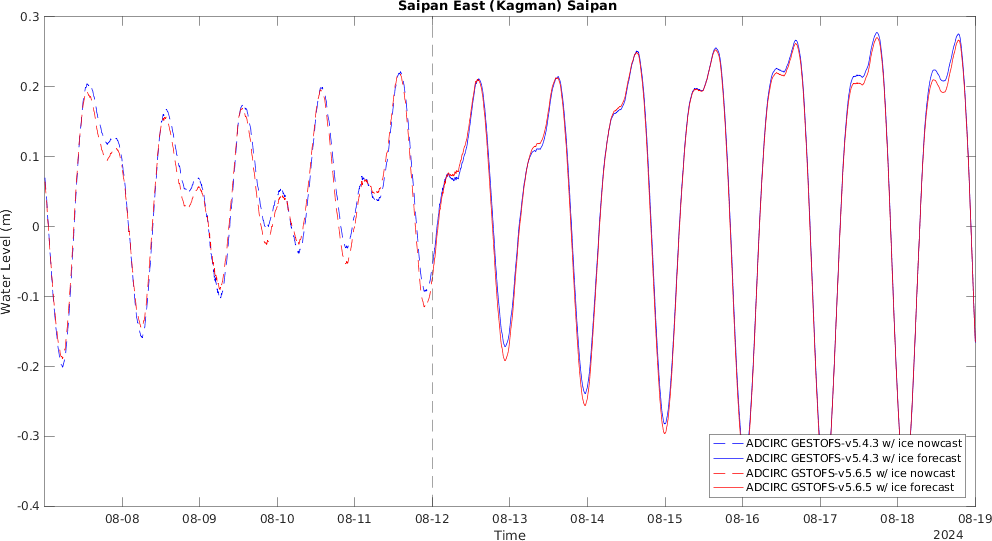 Saipan East (Kagman) Saipan
0.3
0.2
0.1
0
-0.1
-0.2
-0.3
-0.4
Water Level (m)
ADCIRC GESTOFS-v5.4.3 w/ ice nowcast
ADCIRC GESTOFS-v5.4.3 w/ ice forecast
ADCIRC GSTOFS-v5.6.5 w/ ice nowcast
ADCIRC GSTOFS-v5.6.5 w/ ice forecast
08-08 08-09 08-10 08-11 08-12 08-13 08-14 08-15 08-16 08-17 08-18 08-19
Time
2024